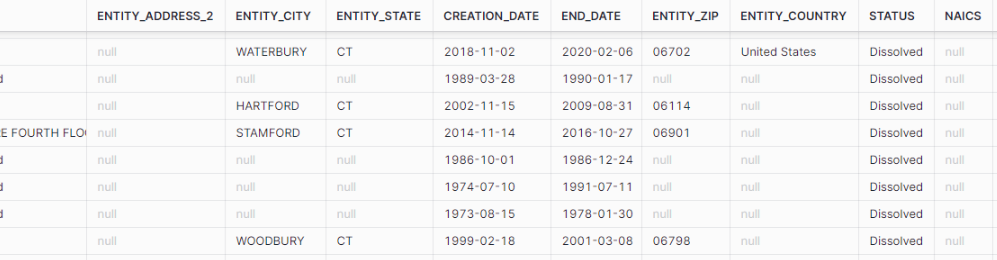 ENTITY_ADDRESS_2 ENTITY_CITY ENTITY_STATE CREATION_DATE END_DATE ENTITY_ZIP ENTITY_COUNTRY STATUS NAICS
null WATERBURY CT 2018-11-02 2020-02-06 06702 United States Dissolved null
d null null null 1989-03-28 1990-01-17 null null Dissolved null
null HARTFORD CT 2002-11-15 2009-08-31 06114 null Dissolved null
RE FOURTH FLO null STAMFORD CT 2014-11-14 2016-10-27 06901 null Dissolved null
d null null null 1986-10-01 1986-12-24 null null Dissolved null
d null null null 1974-07-10 1991-07-11 null null Dissolved null
d null null null 1973-08-15 1978-01-30 null null Dissolved null
null WOODBURY CT 1999-02-18 2001-03-08 06798 null Dissolved null